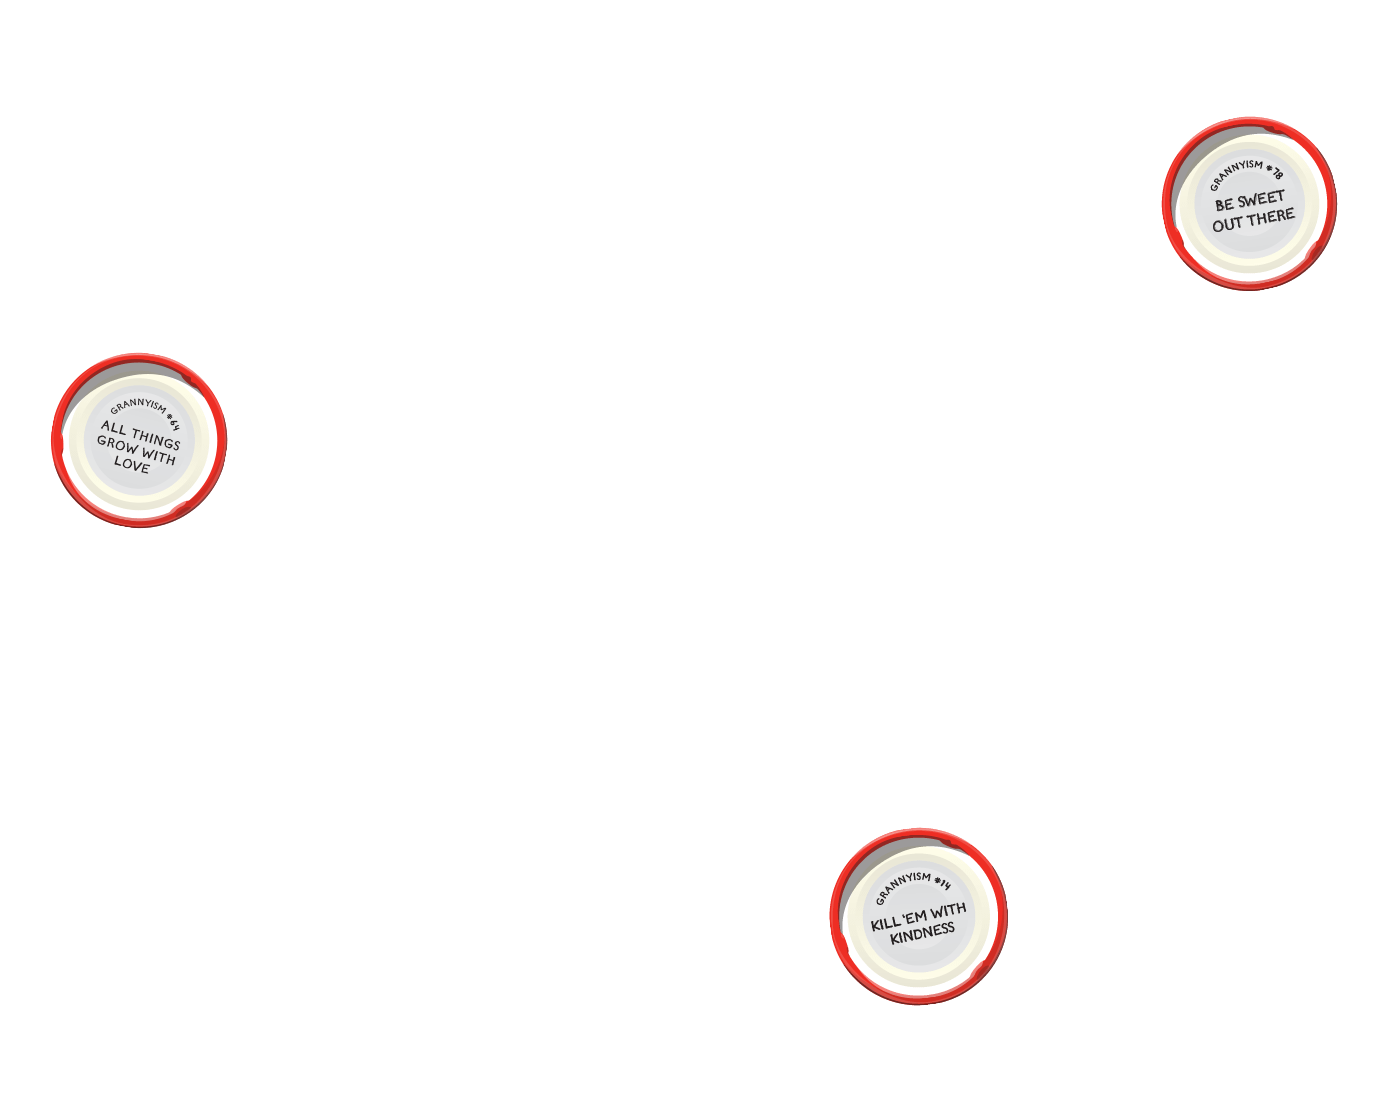 GRANNYISM #78
BE SWEET
OUT THERE
GRANNYISM #64
ALL THINGS
GROW WITH
LOVE
GRANNYISM #14
KILL 'EM WITH
KINDNESS